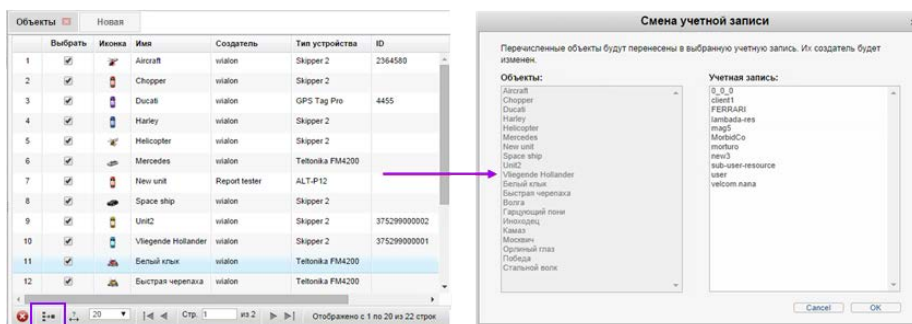 Объекты Новая
Выбрать Иконка Имя Создатель Тип устройства ID
1 Aircraft wialon Skipper 2 2364580
2 Chopper wialon Skipper 2
3 Ducati wialon GPS Tag Pro 4455
4 Harley wialon Skipper 2
5 Helicopter wialon Skipper 2
6 Mercedes wialon Teltonika FM4200
7 New unit Report tester ALT-P12
8 Space ship wialon Skipper 2
9 Unit2 wialon Skipper 2 375299000002
10 Vliegende Hollander wialon Skipper 2 375299000001
11 Белый клык wialon Teltonika FM4200
12 Быстрая черепаха wialon Teltonika FM4200
20 Стр. 1 из 2 Отображено с 1 по 20 из 22 строк
Смена учетной записи
Перечисленные объекты будут перенесены в выбранную учетную запись. Их создатель будет
изменен.
Объекты:
Aircraft
Chopper
Ducati
Harley
Helicopter
Mercedes
New unit
Space ship
Unit2
Vliegende Hollander
Белый клык
Быстрая черепаха
Волга
Гарцующий пони
Иноходец
Камаз
Москвич
Орлиный глаз
Победа
Стальной волк
Учетная запись:
0_0_0
client1
FERRARI
lambada-res
mag5
MorbidCo
morturo
new3
sub-user-resource
user
velcom.nana
Cancel OK